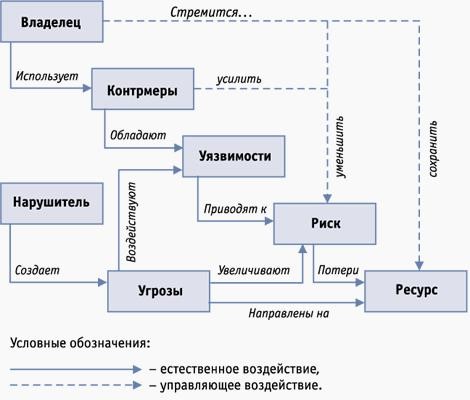 Владелец
Стремится...
Использует
Контрмеры
усилить
Обладают
Уязвимости
уменьшить
сохранить
Воздействуют
Нарушитель
Приводят к
Риск
Создает
Увеличивают
Потери
Угрозы
Ресурс
Направлены на
Условные обозначения:
– естественное воздействие,
– управляющее воздействие.